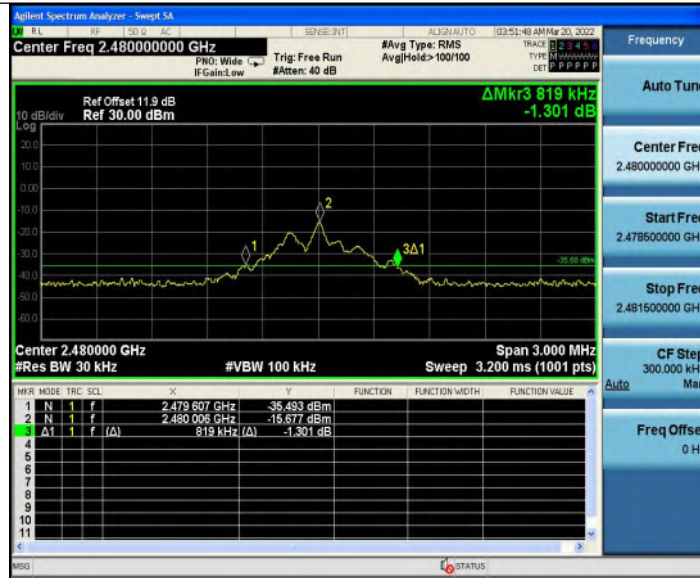 Agilent Spectrum Analyzer - Swept SA
RL RF 50 Ω AC SENSE:INT ALIGN AUTO 03:51:48 AM Mar 20, 2022
Center Freq 2.480000000 GHz
PNO: Wide
IFGain:Low
Trig: Free Run
#Atten: 40 dB
#Avg Type: RMS
Avg|Hold:>100/100
TRACE 1 2 3 4 5 6
TYPE M
DET P P P P P P
Frequency
Ref Offset 11.9 dB
Ref 30.00 dBm
10 dB/div
Log
ΔMkr3 819 kHz
-1.301 dB
20.0
10.0
0.00
-10.0
-20.0
-30.0
-40.0
-60.0
1
2
3Δ1
Center 2.480000 GHz
Span 3.000 MHz
#Res BW 30 kHz
#VBW 100 kHz
Sweep 3.200 ms (1001 pts)
MKR MODE TRC SCL X Y FUNCTION FUNCTION WIDTH FUNCTION VALUE
1 N 1 f 2.479 607 GHz -35.493 dBm
2 N 1 f 2.480 006 GHz -15.677 dBm
3 Δ1 1 f (Δ) 819 kHz (Δ) -1.301 dB
4
5
6
7
8
9
10
11
MSG
STATUS
Auto Tune
Center Fre
2.480000000 GH
Start Fre
2.478500000 GH
Stop Fre
2.481500000 GH
CF Step
300.000 kH
Auto Ma
Freq Offse
0 H